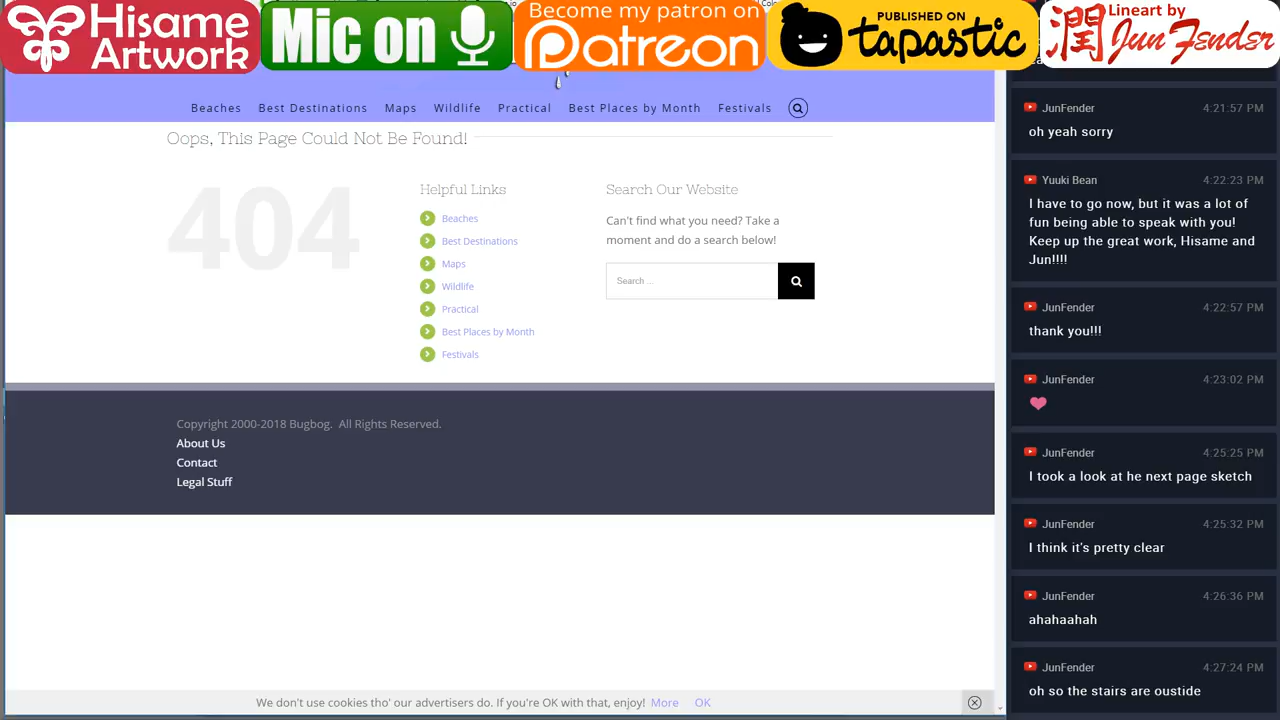 Hisame
Artwork
Mic on
Become my patron on
Patreon
PUBLISHED ON
tapastic
Lineart by
潤 JunFender
Beaches Best Destinations Maps Wildlife Practical Best Places by Month Festivals
Oops, This Page Could Not Be Found!
404
Helpful Links
Beaches
Best Destinations
Maps
Wildlife
Practical
Best Places by Month
Festivals
Search Our Website
Can't find what you need? Take a
moment and do a search below!
Search ...
Copyright 2000-2018 Bugbog. All Rights Reserved.
About Us
Contact
Legal Stuff
We don't use cookies tho' our advertisers do. If you're OK with that, enjoy! More OK
JunFender 4:21:57 PM
oh yeah sorry
Yuuki Bean 4:22:23 PM
I have to go now, but it was a lot of
fun being able to speak with you!
Keep up the great work, Hisame and
Jun!!!!
JunFender 4:22:57 PM
thank you!!!
JunFender 4:23:02 PM
JunFender 4:25:25 PM
I took a look at he next page sketch
JunFender 4:25:32 PM
I think it's pretty clear
JunFender 4:26:36 PM
ahahaahah
JunFender 4:27:24 PM
oh so the stairs are oustide